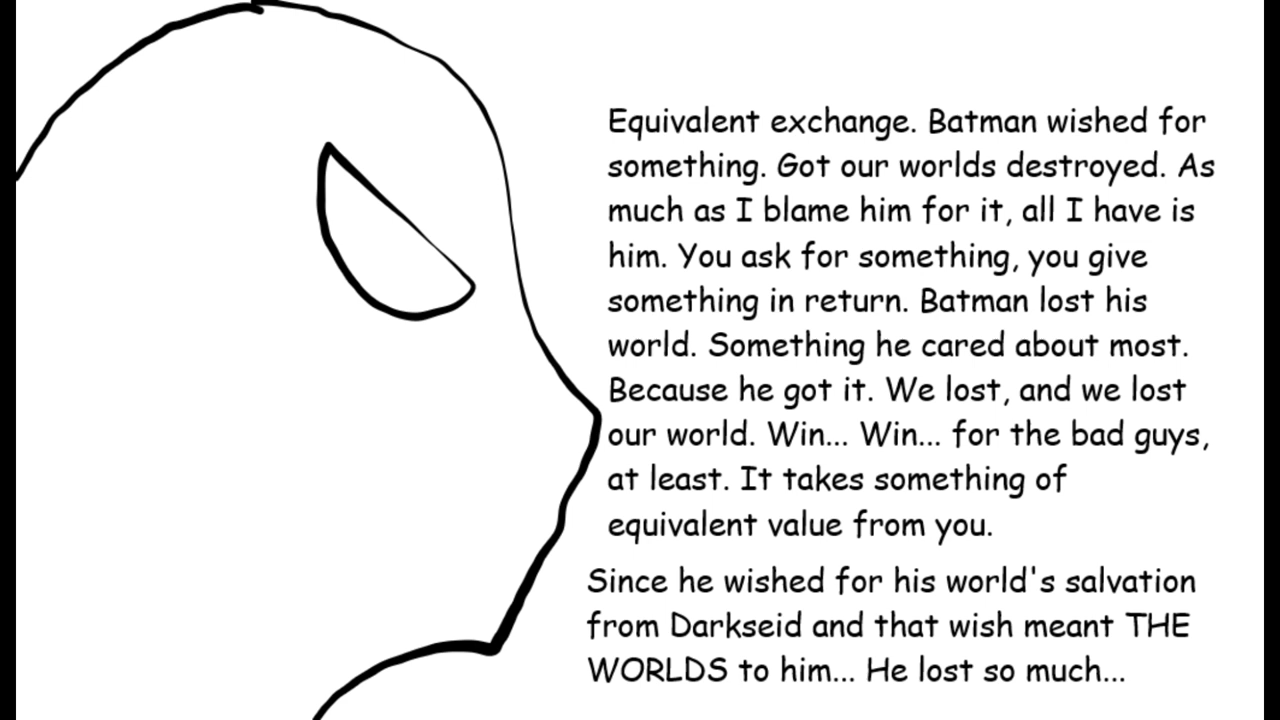 Equivalent exchange. Batman wished for
something. Got our worlds destroyed. As
much as I blame him for it, all I have is
him. You ask for something, you give
something in return. Batman lost his
world. Something he cared about most.
Because he got it. We lost, and we lost
our world. Win... Win... for the bad guys,
at least. It takes something of
equivalent value from you.
Since he wished for his world's salvation
from Darkseid and that wish meant THE
WORLDS to him... He lost so much...